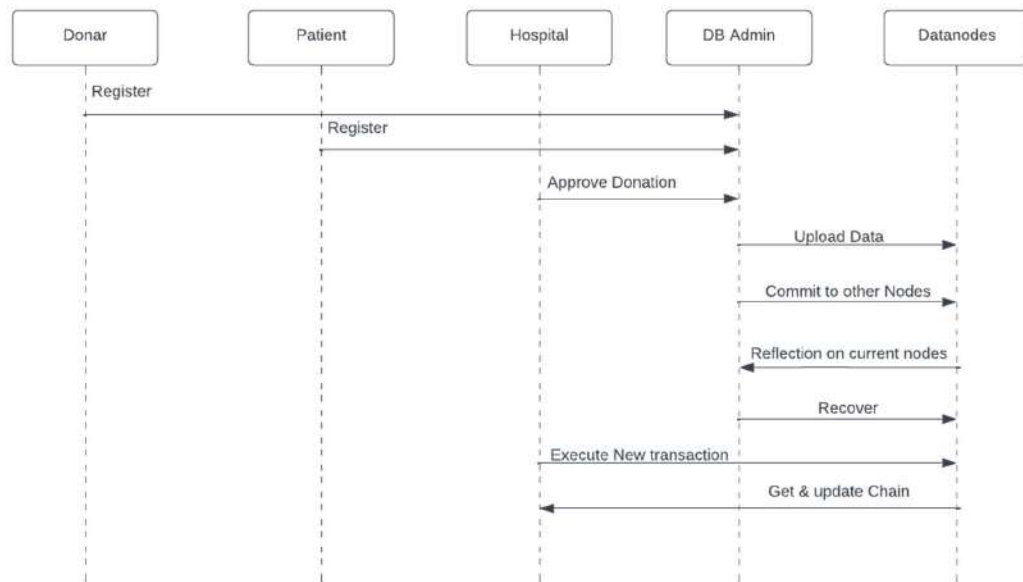 Donar
Patient
Hospital
DB Admin
Datanodes
Register
Register
Approve Donation
Upload Data
Commit to other Nodes
Reflection on current nodes
Recover
Execute New transaction
Get & update Chain